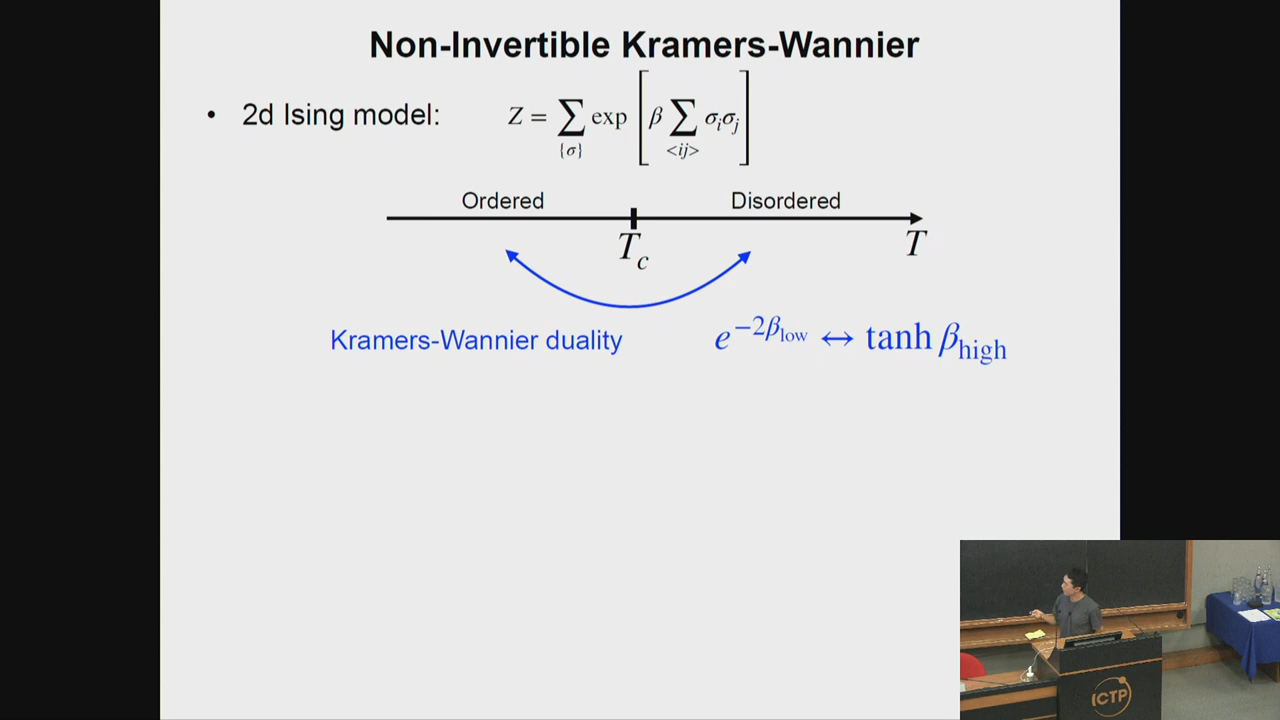 Non-Invertible Kramers-Wannier
• 2d Ising model: Z = ∑_{σ} exp [β ∑_{<ij>} σ_i σ_j]
Ordered Disordered
T_c T
Kramers-Wannier duality e^{−2β_low} ↔ tanh β_high
ICTP